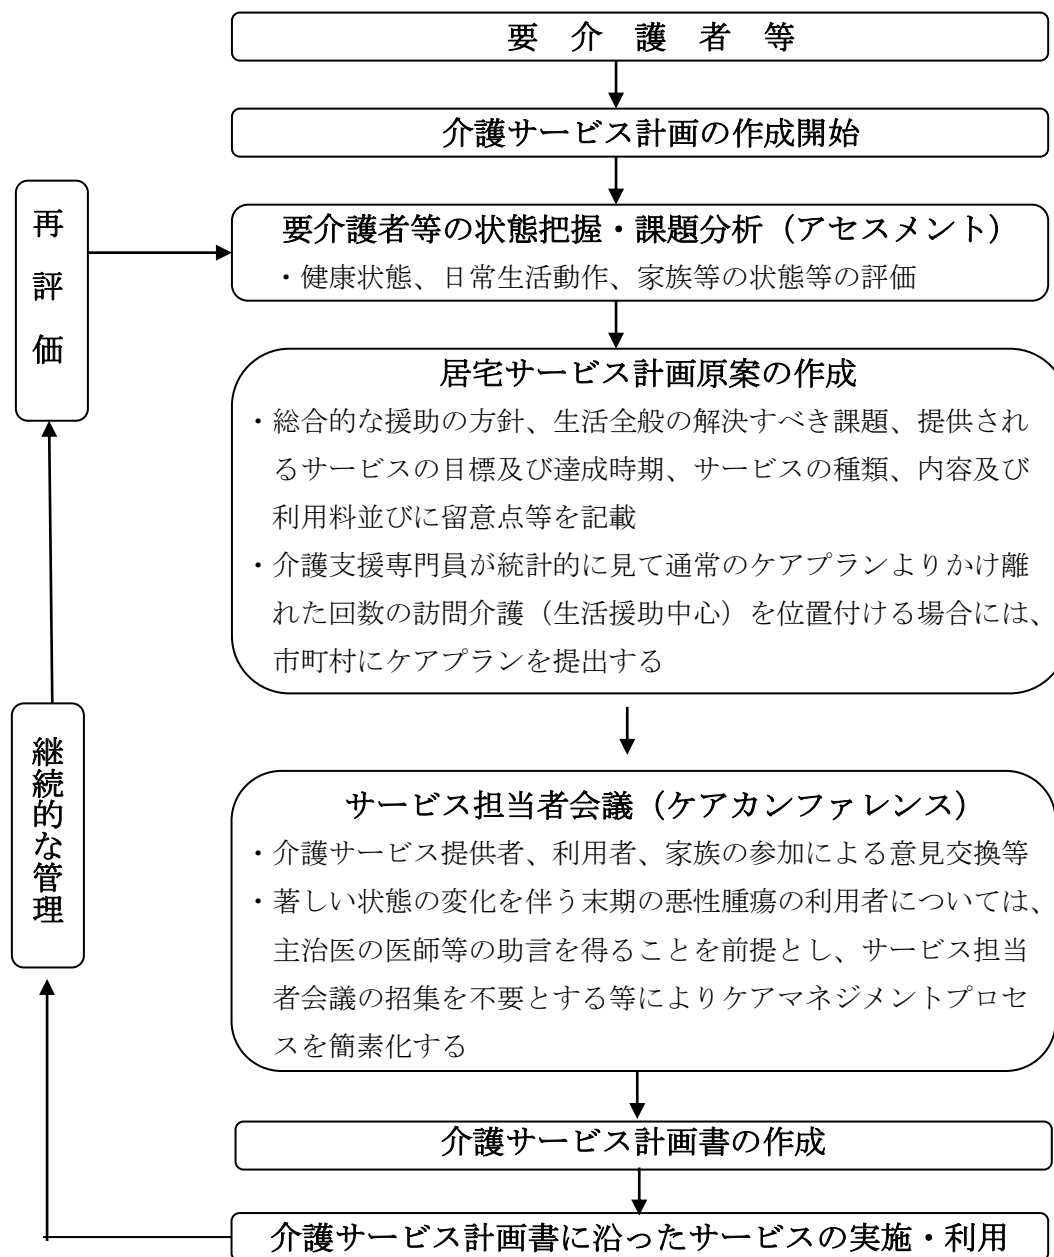 要　介　護　者　等
介護サービス計画の作成開始
要介護者等の状態把握・課題分析（アセスメント）
・健康状態、日常生活動作、家族等の状態等の評価
居宅サービス計画原案の作成
・総合的な援助の方針、生活全般の解決すべき課題、提供され
るサービスの目標及び達成時期、サービスの種類、内容及び
利用料並びに留意点等を記載
・介護支援専門員が統計的に見て通常のケアプランよりかけ離
れた回数の訪問介護（生活援助中心）を位置付ける場合には、
市町村にケアプランを提出する
サービス担当者会議（ケアカンファレンス）
・介護サービス提供者、利用者、家族の参加による意見交換等
・著しい状態の変化を伴う末期の悪性腫瘍の利用者については、
主治医の医師等の助言を得ることを前提とし、サービス担当
者会議の招集を不要とする等によりケアマネジメントプロセ
スを簡素化する
介護サービス計画書の作成
介護サービス計画書に沿ったサービスの実施・利用
継続的な管理
再評価